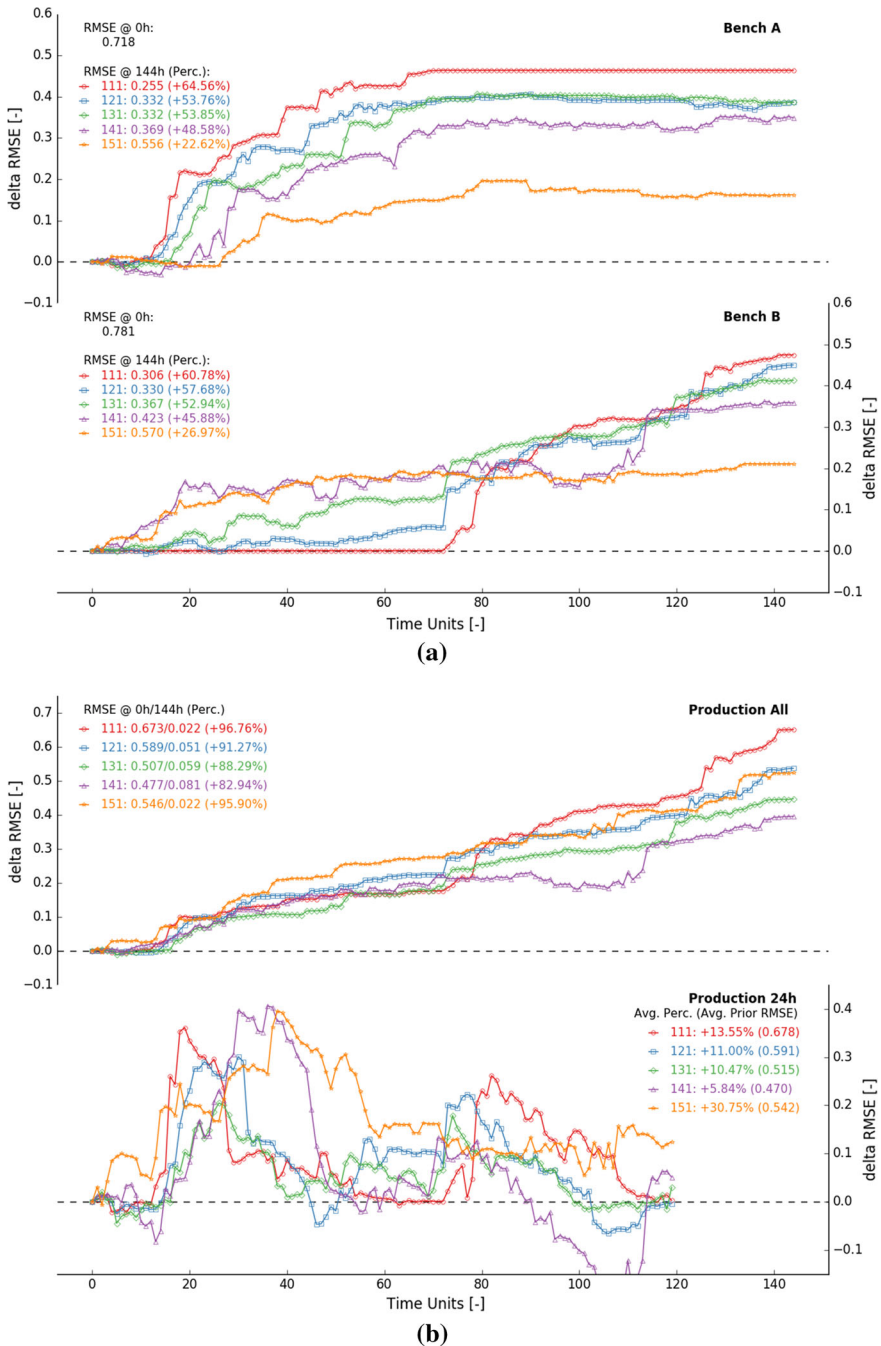 0.6
0.5
0.4
0.3
0.2
0.1
0.0
−0.1
delta RMSE [-]
RMSE @ 0h:
0.718
Bench A
RMSE @ 144h (Perc.):
111: 0.255 (+64.56%)
121: 0.332 (+53.76%)
131: 0.332 (+53.85%)
141: 0.369 (+48.58%)
151: 0.556 (+22.62%)
RMSE @ 0h:
0.781
Bench B
RMSE @ 144h (Perc.):
111: 0.306 (+60.78%)
121: 0.330 (+57.68%)
131: 0.367 (+52.94%)
141: 0.423 (+45.88%)
151: 0.570 (+26.97%)
0.6
0.5
0.4
0.3
0.2
0.1
0.0
−0.1
delta RMSE [-]
0 20 40 60 80 100 120 140
Time Units [-]
(a)
0.7
0.6
0.5
0.4
0.3
0.2
0.1
0.0
−0.1
delta RMSE [-]
RMSE @ 0h/144h (Perc.)
Production All
111: 0.673/0.022 (+96.76%)
121: 0.589/0.051 (+91.27%)
131: 0.507/0.059 (+88.29%)
141: 0.477/0.081 (+82.94%)
151: 0.546/0.022 (+95.90%)
Production 24h
Avg. Perc. (Avg. Prior RMSE)
111: +13.55% (0.678)
121: +11.00% (0.591)
131: +10.47% (0.515)
141: +5.84% (0.470)
151: +30.75% (0.542)
0.4
0.3
0.2
0.1
0.0
−0.1
delta RMSE [-]
0 20 40 60 80 100 120 140
Time Units [-]
(b)